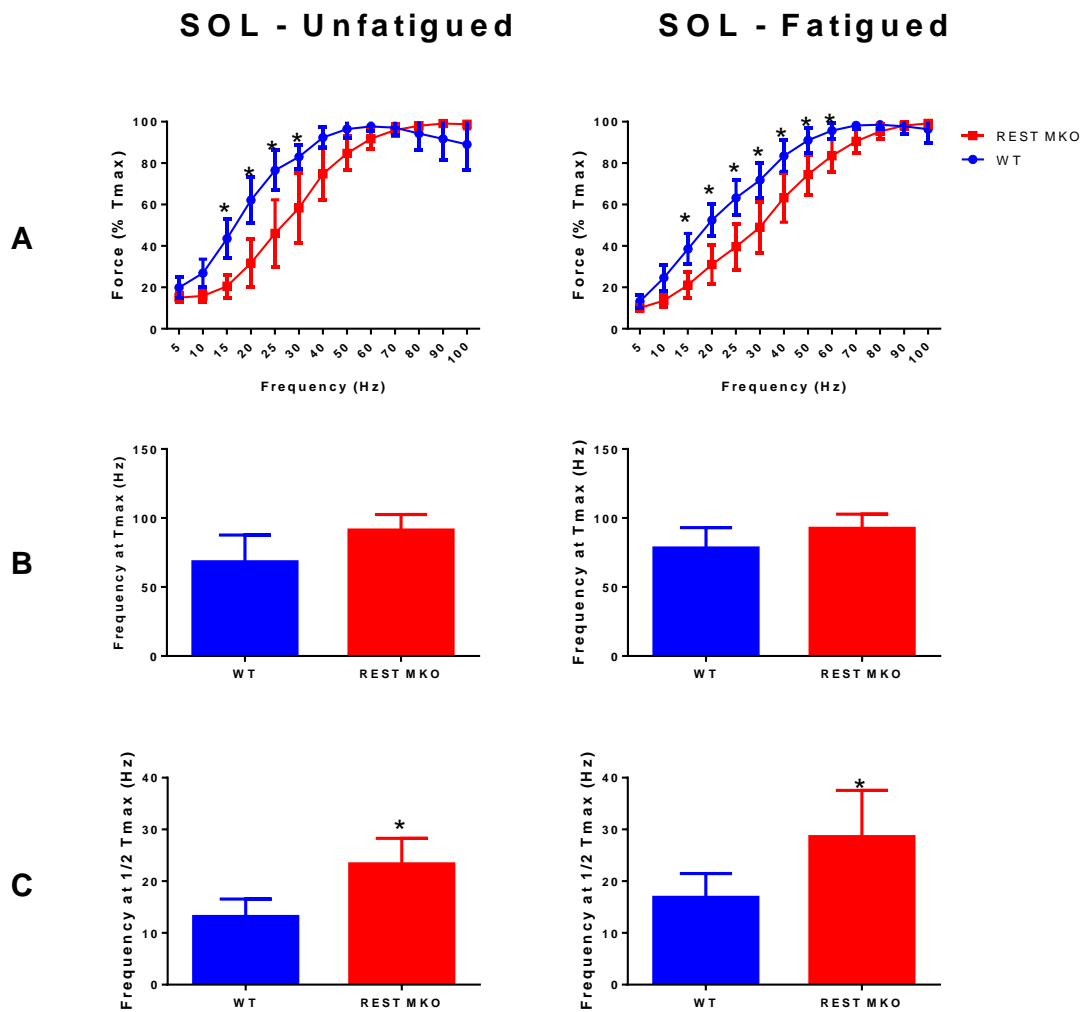 SOL - Unfatigued
SOL - Fatigued
A
Force (% Tmax)
100
80
60
40
20
0
* * * *
5 10 15 20 25 30 40 50 60 70 80 90 100
Frequency (Hz)
Force (% Tmax)
100
80
60
40
20
0
* * * * * * *
5 10 15 20 25 30 40 50 60 70 80 90 100
Frequency (Hz)
REST MKO
WT
B
Frequency at Tmax (Hz)
150
100
50
0
WT REST MKO
Frequency at Tmax (Hz)
150
100
50
0
WT REST MKO
C
Frequency at 1/2 Tmax (Hz)
40
30
20
10
0
*
WT REST MKO
Frequency at 1/2 Tmax (Hz)
40
30
20
10
0
*
WT REST MKO